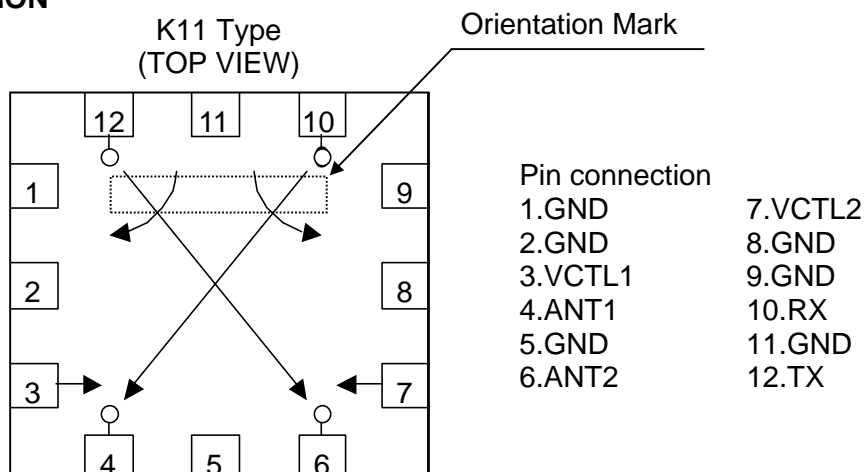 K11 Type
(TOP VIEW)
Orientation Mark
12 11 10
1 9
2 8
3 7
4 5 6
Pin connection
1.GND 7.VCTL2
2.GND 8.GND
3.VCTL1 9.GND
4.ANT1 10.RX
5.GND 11.GND
6.ANT2 12.TX